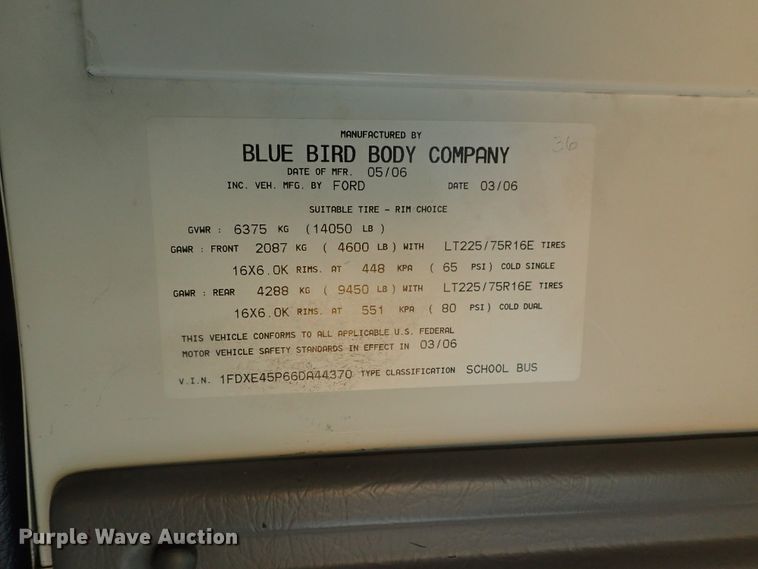 36
MANUFACTURED BY
BLUE BIRD BODY COMPANY
DATE OF MFR. 05/06
INC. VEH. MFG. BY FORD DATE 03/06
SUITABLE TIRE - RIM CHOICE
GVWR : 6375 KG (14050 LB )
GAWR : FRONT 2087 KG ( 4600 LB) WITH LT225/75R16E TIRES
16X6.0K RIMS. AT 448 KPA ( 65 PSI) COLD SINGLE
GAWR : REAR 4288 KG ( 9450 LB) WITH LT225/75R16E TIRES
16X6.0K RIMS. AT 551 KPA ( 80 PSI) COLD DUAL
THIS VEHICLE CONFORMS TO ALL APPLICABLE U.S. FEDERAL
MOTOR VEHICLE SAFETY STANDARDS IN EFFECT IN 03/06
V.I.N. 1FDXE45P66DA44370 TYPE CLASSIFICATION SCHOOL BUS
Purple Wave Auction